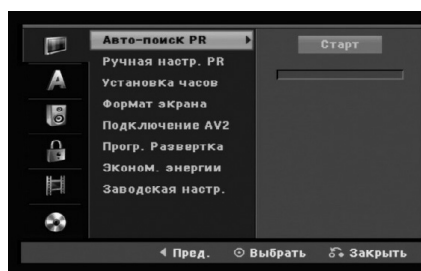 Авто-поиск PR
Старт
Ручная настр. PR
Установка часов
Формат экрана
Подключение AV2
Прогр. Развертка
Эконом. энергии
Заводская настр.
A
Пред. Выбрать Закрыть